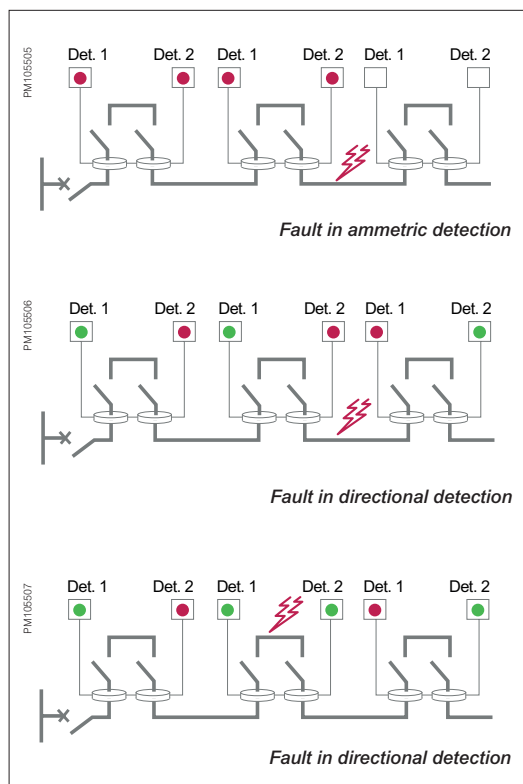 PM105505
Det. 1 Det. 2 Det. 1 Det. 2 Det. 1 Det. 2
Fault in ammetric detection
PM105506
Det. 1 Det. 2 Det. 1 Det. 2 Det. 1 Det. 2
Fault in directional detection
PM105507
Det. 1 Det. 2 Det. 1 Det. 2 Det. 1 Det. 2
Fault in directional detection